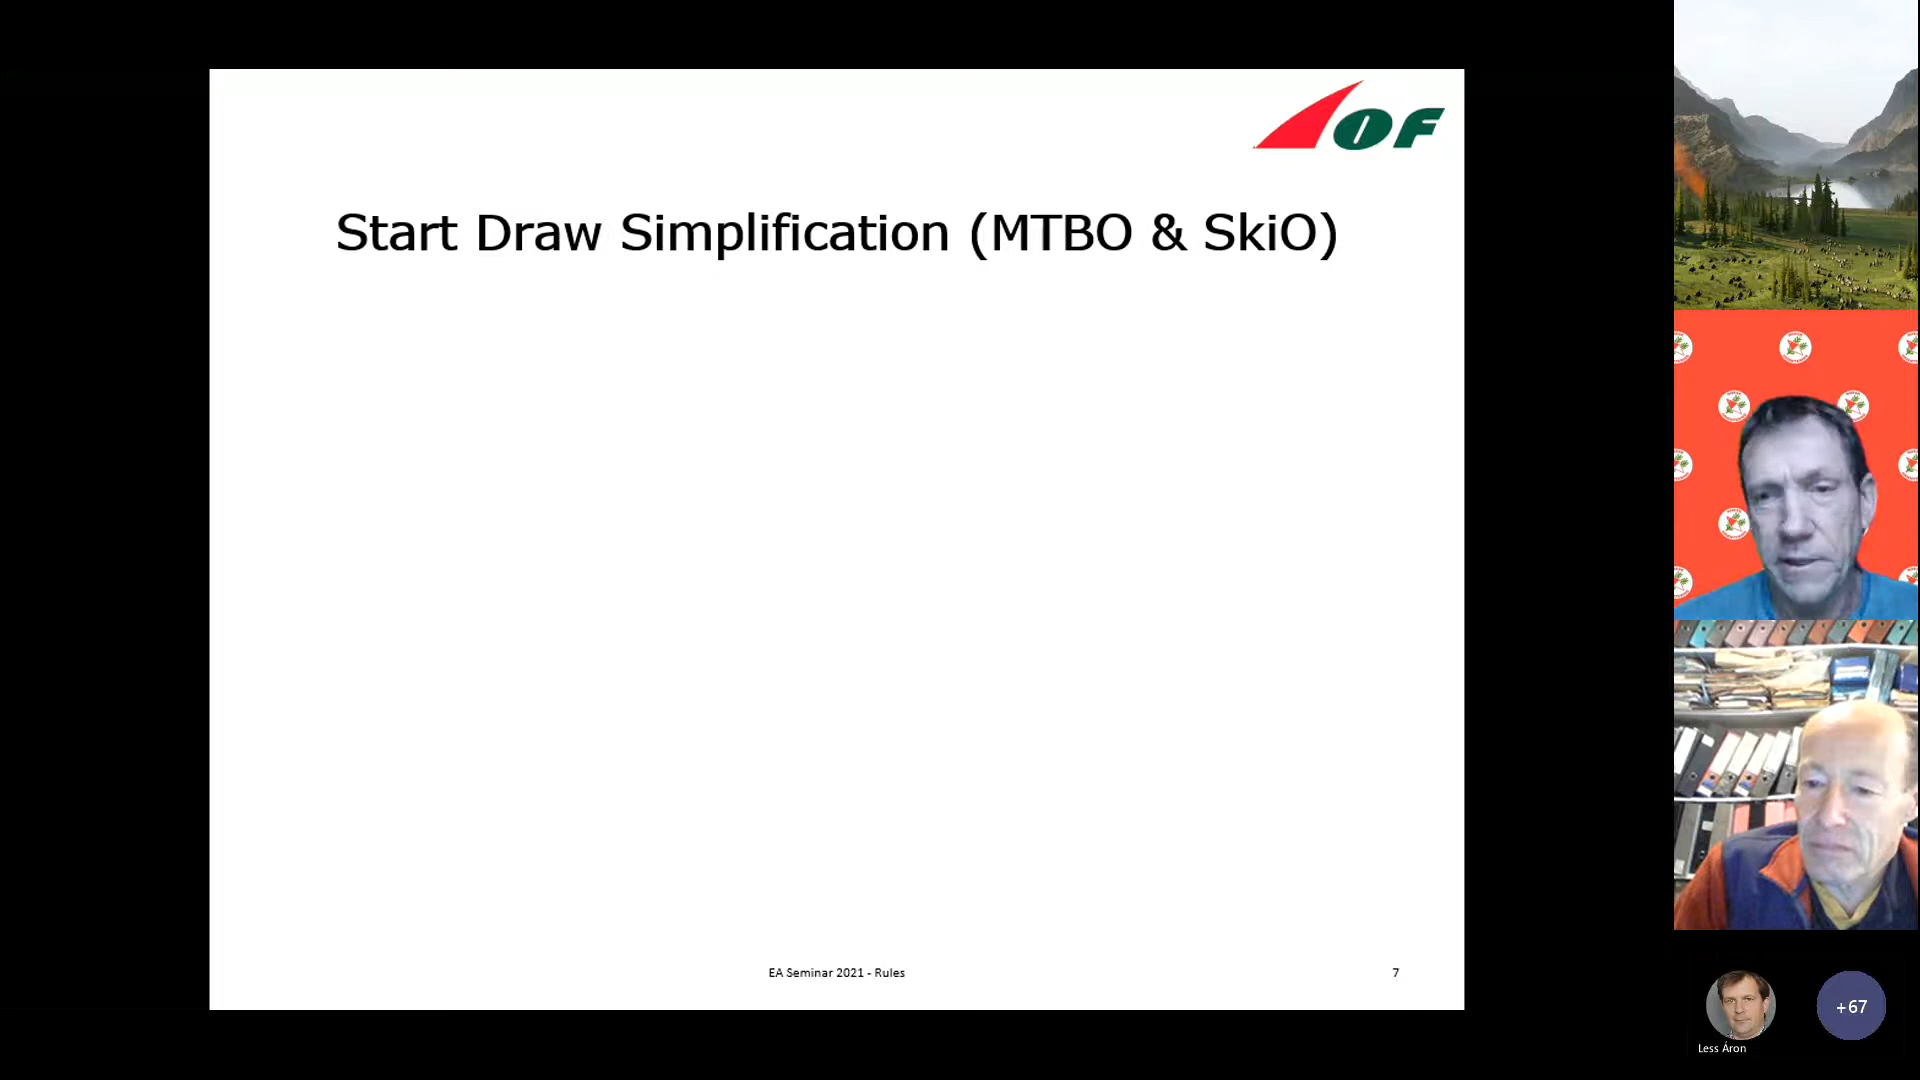 IOF
Start Draw Simplification (MTBO & SkiO)
EA Seminar 2021 - Rules
7
Less Áron
+67